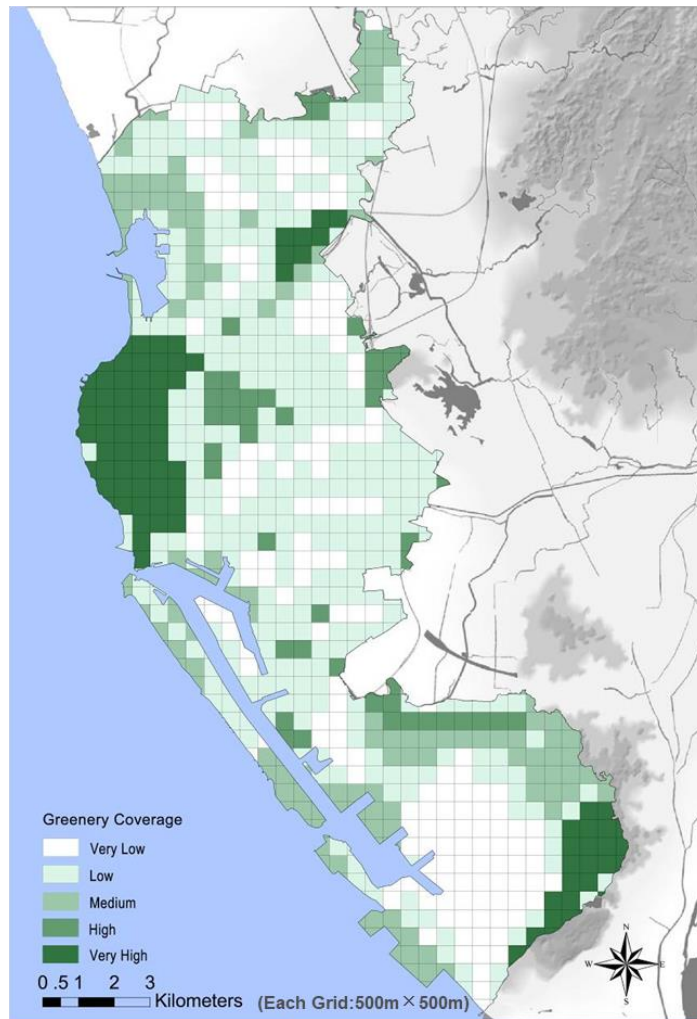 Greenery Coverage
Very Low
Low
Medium
High
Very High
0 .5 1 2 3
Kilometers (Each Grid:500m×500m)
N
W E
S